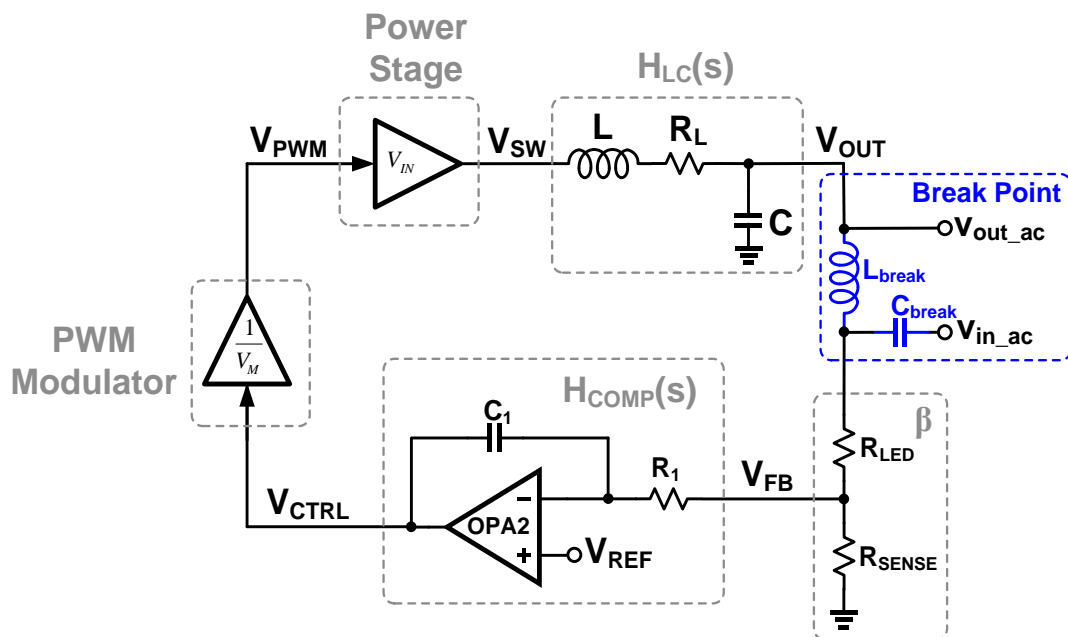 Power
Stage
H_LC(s)
V_PWM
V_IN
V_SW
L
R_L
V_OUT
C
Break Point
v_out_ac
L_break
C_break
v_in_ac
1
V_M
PWM
Modulator
H_COMP(s)
C_1
R_1
V_FB
β
R_LED
V_CTRL
−
OPA2
+
V_REF
R_SENSE